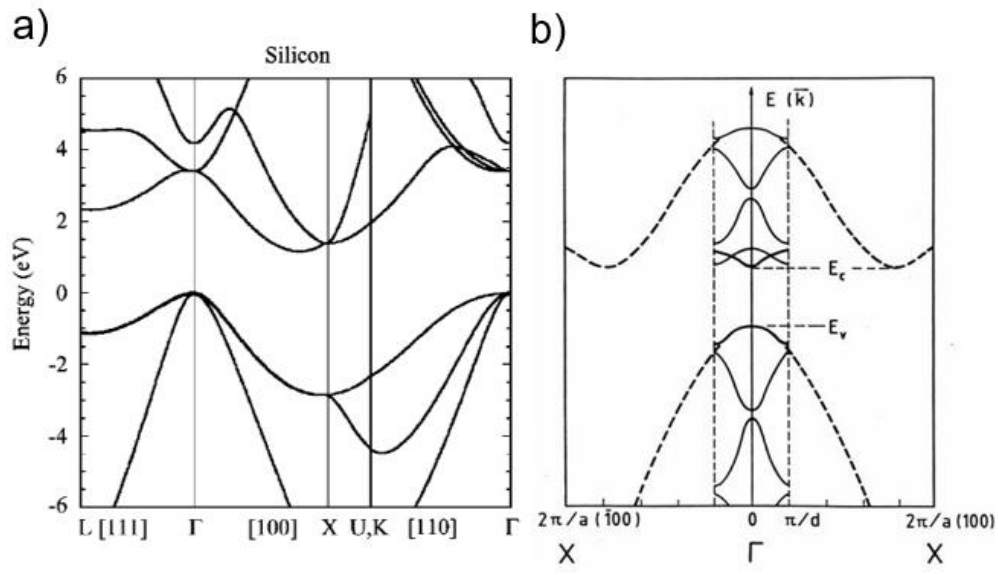 a)
Silicon
6
4
2
0
-2
-4
-6
Energy (eV)
L [111] Γ [100] X U,K [110] Γ
b)
E (k̄)
E_c
E_v
2π/a (1̄00) 0 π/d 2π/a (100)
X Γ X